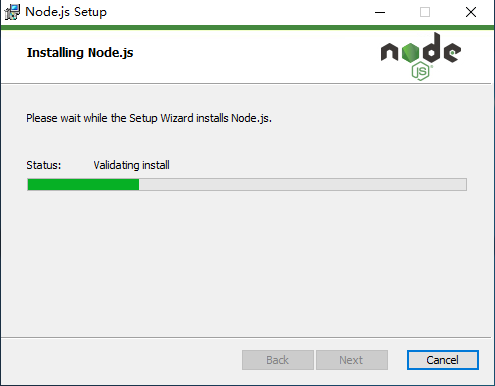 Node.js Setup
Installing Node.js
node
JS
Please wait while the Setup Wizard installs Node.js.
Status: Validating install
Back Next Cancel